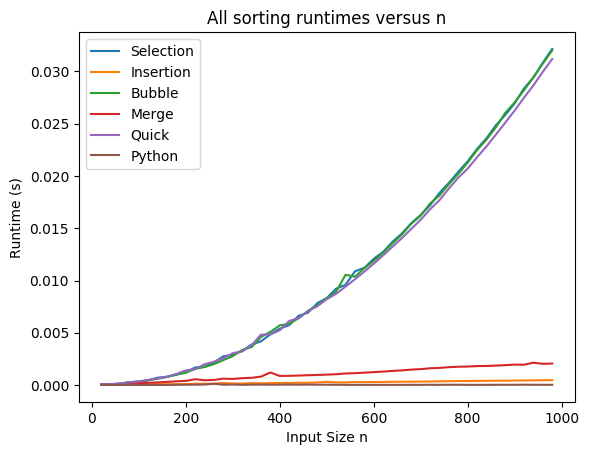 All sorting runtimes versus n
Selection
Insertion
Bubble
Merge
Quick
Python
Runtime (s)
0.030
0.025
0.020
0.015
0.010
0.005
0.000
0 200 400 600 800 1000
Input Size n